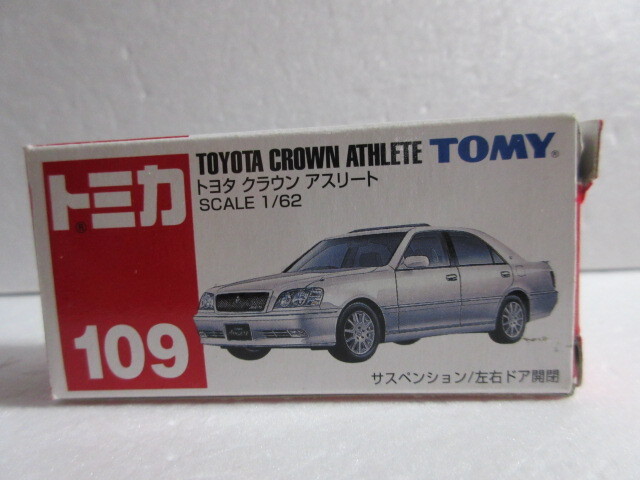 トミカ®
109
TOYOTA CROWN ATHLETE TOMY®
トヨタ クラウン アスリート
SCALE 1/62
サスペンション/左右ドア開閉